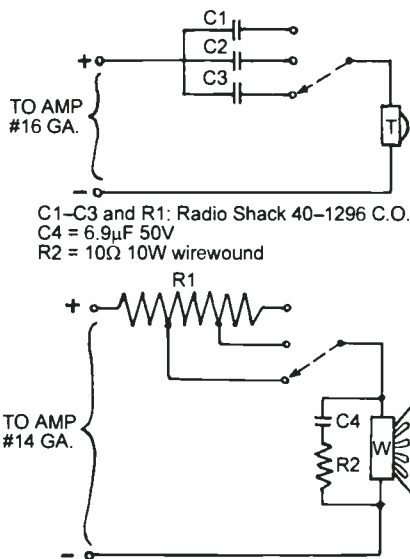 C1
C2
C3
+
TO AMP
#16 GA.
T
−
C1–C3 and R1: Radio Shack 40–1296 C.O.
C4 = 6.9µF 50V
R2 = 10Ω 10W wirewound
R1
+
TO AMP
#14 GA.
C4
R2
W
−